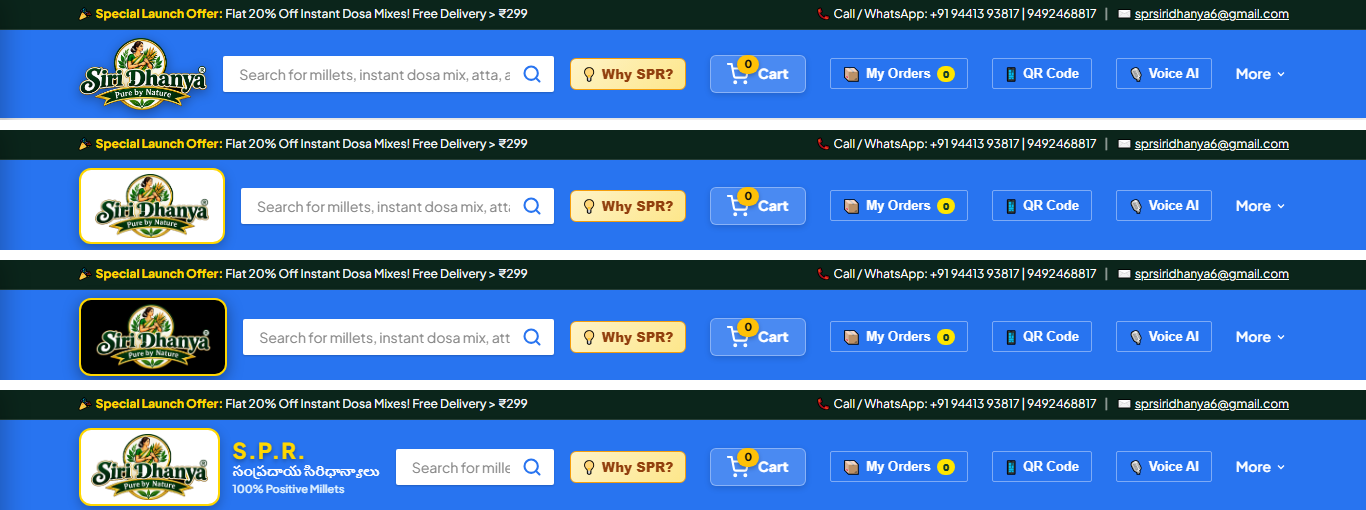 🎉 Special Launch Offer: Flat 20% Off Instant Dosa Mixes! Free Delivery > ₹299
📞 Call / WhatsApp: +91 94413 93817 | 9492468817 | ✉️ sprsiridhanya6@gmail.com
Siri Dhanya®
Pure by Nature
Search for millets, instant dosa mix, atta, a
💡 Why SPR?
0
Cart
📦 My Orders 0
📱 QR Code
🎙️ Voice AI
More
🎉 Special Launch Offer: Flat 20% Off Instant Dosa Mixes! Free Delivery > ₹299
📞 Call / WhatsApp: +91 94413 93817 | 9492468817 | ✉️ sprsiridhanya6@gmail.com
Siri Dhanya®
Pure by Nature
Search for millets, instant dosa mix, atta
💡 Why SPR?
0
Cart
📦 My Orders 0
📱 QR Code
🎙️ Voice AI
More
🎉 Special Launch Offer: Flat 20% Off Instant Dosa Mixes! Free Delivery > ₹299
📞 Call / WhatsApp: +91 94413 93817 | 9492468817 | ✉️ sprsiridhanya6@gmail.com
Siri Dhanya®
Pure by Nature
Search for millets, instant dosa mix, att
💡 Why SPR?
0
Cart
📦 My Orders 0
📱 QR Code
🎙️ Voice AI
More
🎉 Special Launch Offer: Flat 20% Off Instant Dosa Mixes! Free Delivery > ₹299
📞 Call / WhatsApp: +91 94413 93817 | 9492468817 | ✉️ sprsiridhanya6@gmail.com
Siri Dhanya®
Pure by Nature
S.P.R.
సంప్రదాయ సిరిధాన్యాలు
100% Positive Millets
Search for mille
💡 Why SPR?
0
Cart
📦 My Orders 0
📱 QR Code
🎙️ Voice AI
More